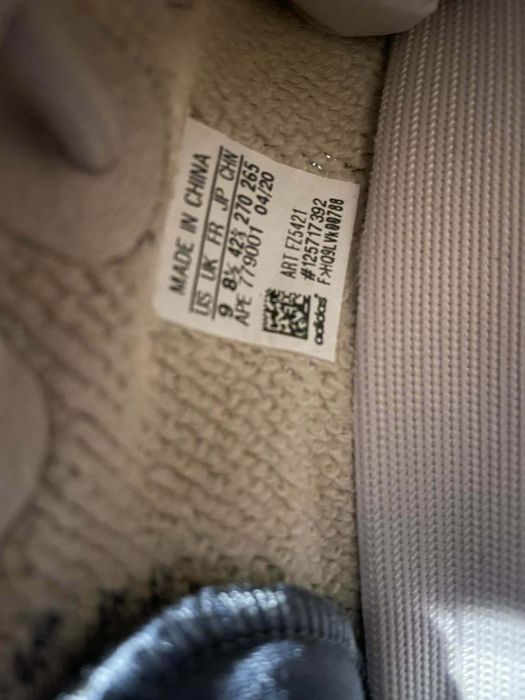 MADE IN CHINA
US UK FR JP CHN
9 8½ 42⅔ 270 265
APE 779001 04/20
ART FZ5421
#125717392
F>HQ9LVK00788
adidas